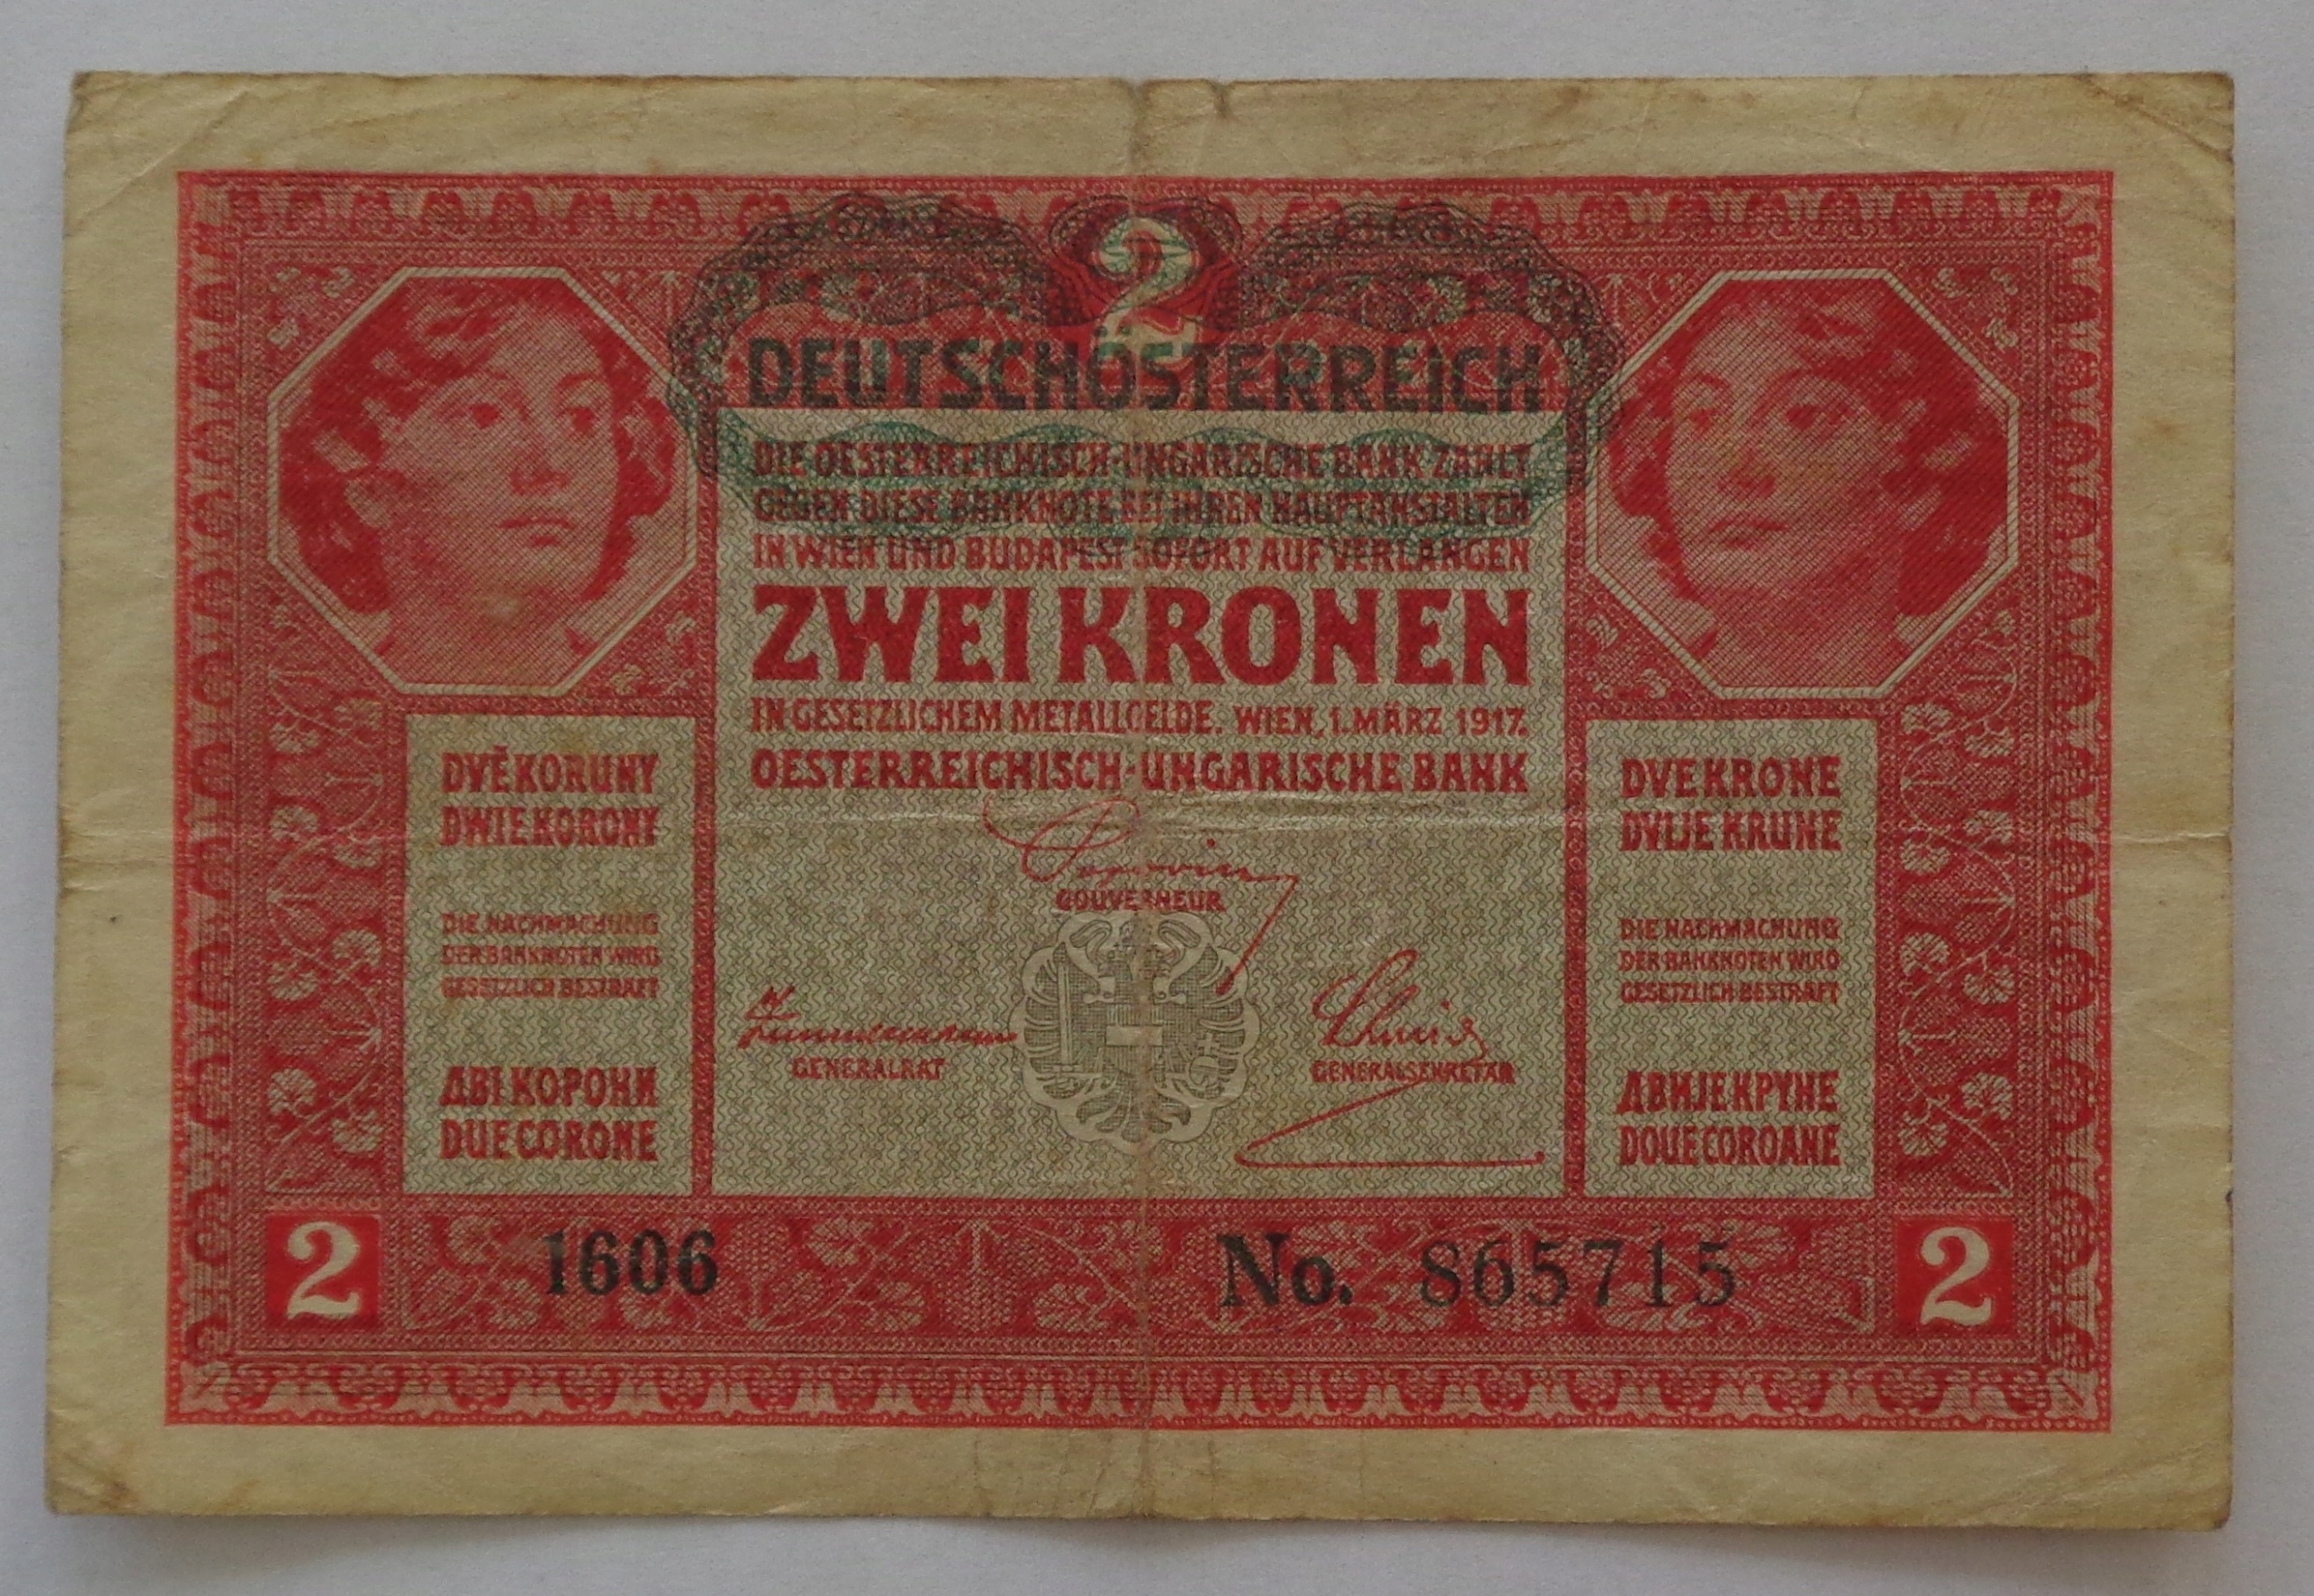 2
DEUTSCHÖSTERREICH
DIE OESTERREICHISCH-UNGARISCHE BANK ZAHLT
GEGEN DIESE BANKNOTE BEI IHREN HAUPTANSTALTEN
IN WIEN UND BUDAPEST SOFORT AUF VERLANGEN
ZWEI KRONEN
IN GESETZLICHEM METALLGELDE. WIEN, 1. MÄRZ 1917.
OESTERREICHISCH-UNGARISCHE BANK
GOUVERNEUR
GENERALRAT
GENERALSEKRETÄR
DVĚ KORUNY
DWIE KORONY
DIE NACHMACHUNG
DER BANKNOTEN WIRD
GESETZLICH BESTRAFT
ДВІ КОРОНИ
DUE CORONE
DVE KRONE
DVIJE KRUNE
DIE NACHMACHUNG
DER BANKNOTEN WIRD
GESETZLICH BESTRAFT
ДВИЈЕ КРУНЕ
DOUE COROANE
2
1606
No. 865715
2